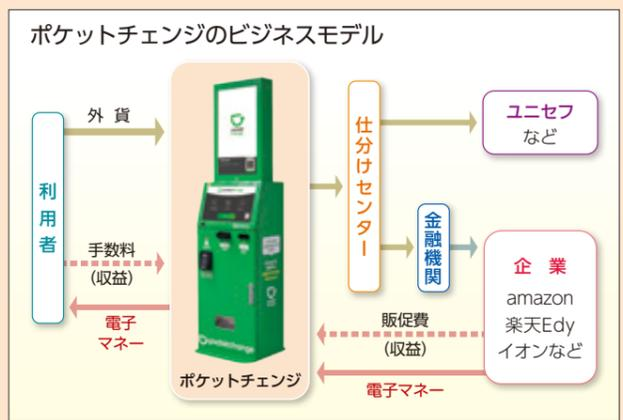 ポケットチェンジのビジネスモデル
利用者
外貨
手数料
(収益)
電子
マネー
ポケットチェンジ
仕分けセンター
金融機関
ユニセフ
など
企業
amazon
楽天Edy
イオンなど
販促費
(収益)
電子マネー